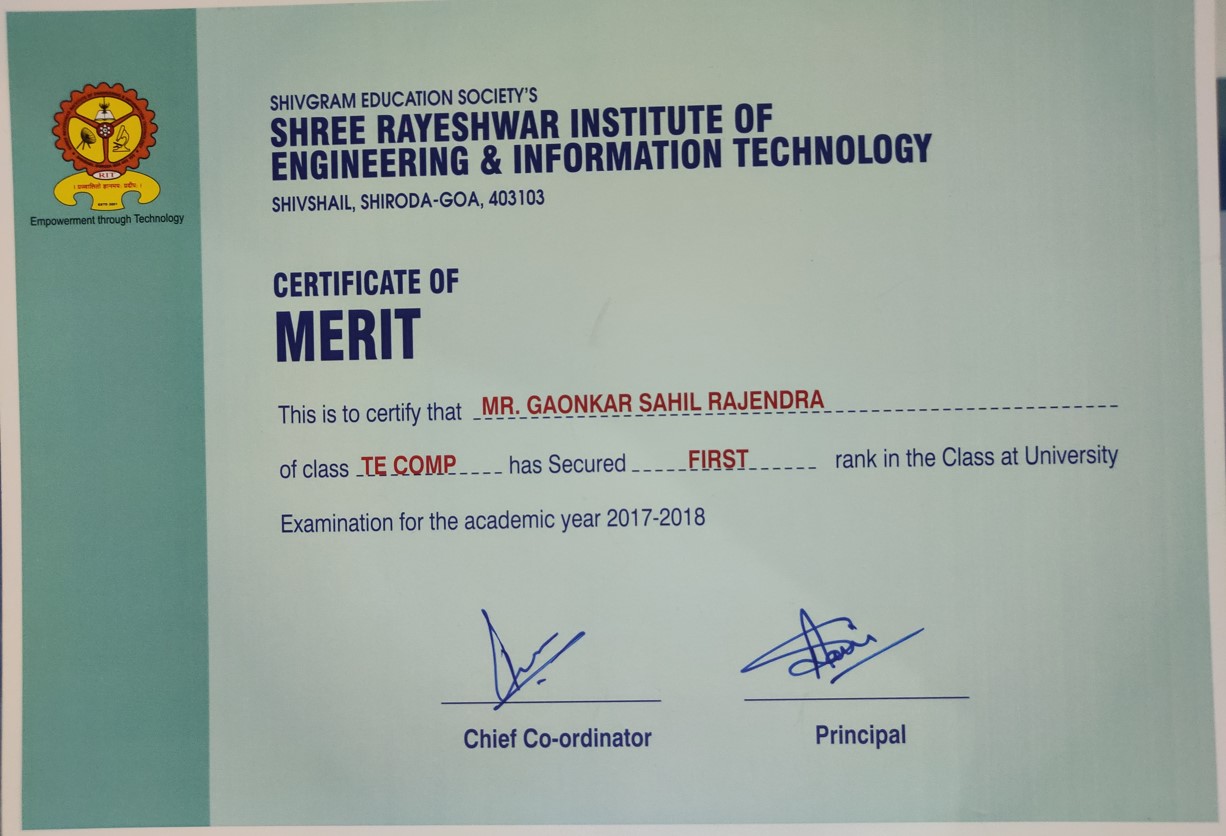 SHIVGRAM EDUCATION SOCIETY'S
SHREE RAYESHWAR INSTITUTE OF
ENGINEERING & INFORMATION TECHNOLOGY
SHIVSHAIL, SHIRODA-GOA, 403103
RIT
Empowerment through Technology
CERTIFICATE OF
MERIT
This is to certify that MR. GAONKAR SAHIL RAJENDRA
of class TE COMP has Secured FIRST rank in the Class at University
Examination for the academic year 2017-2018
Chief Co-ordinator
Principal